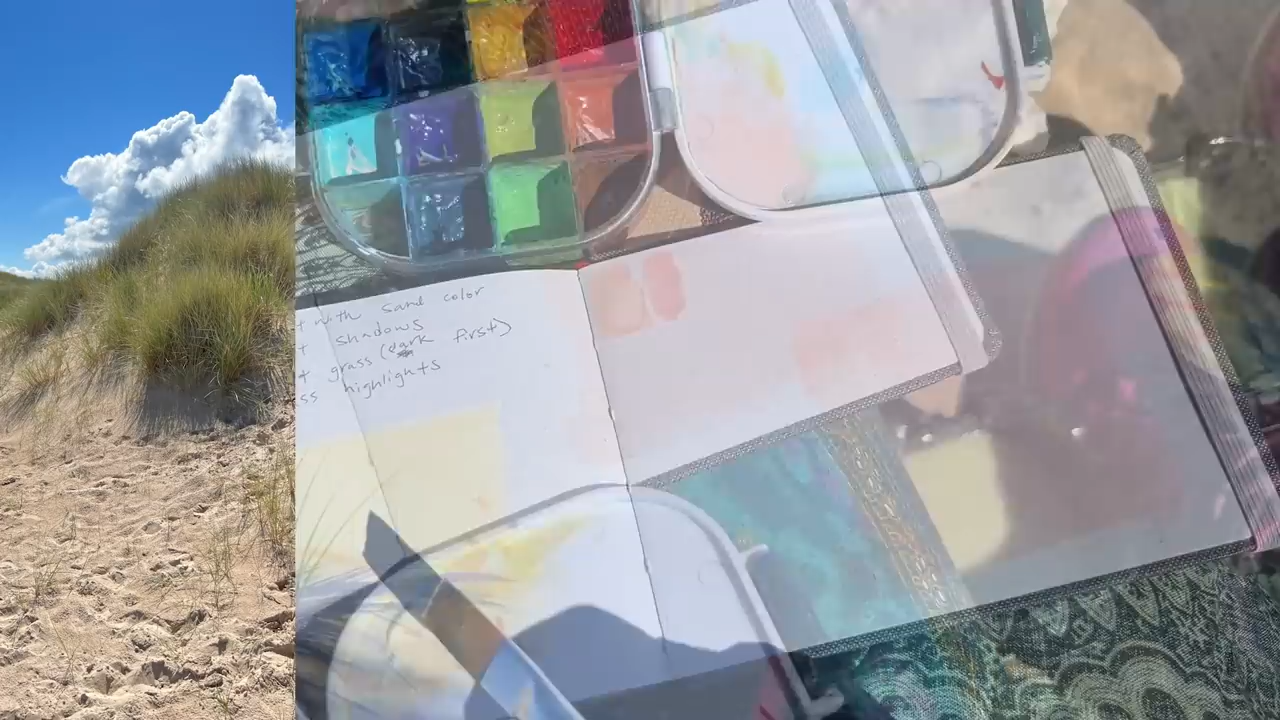 with sand color
shadows
grass (dark first)
highlights